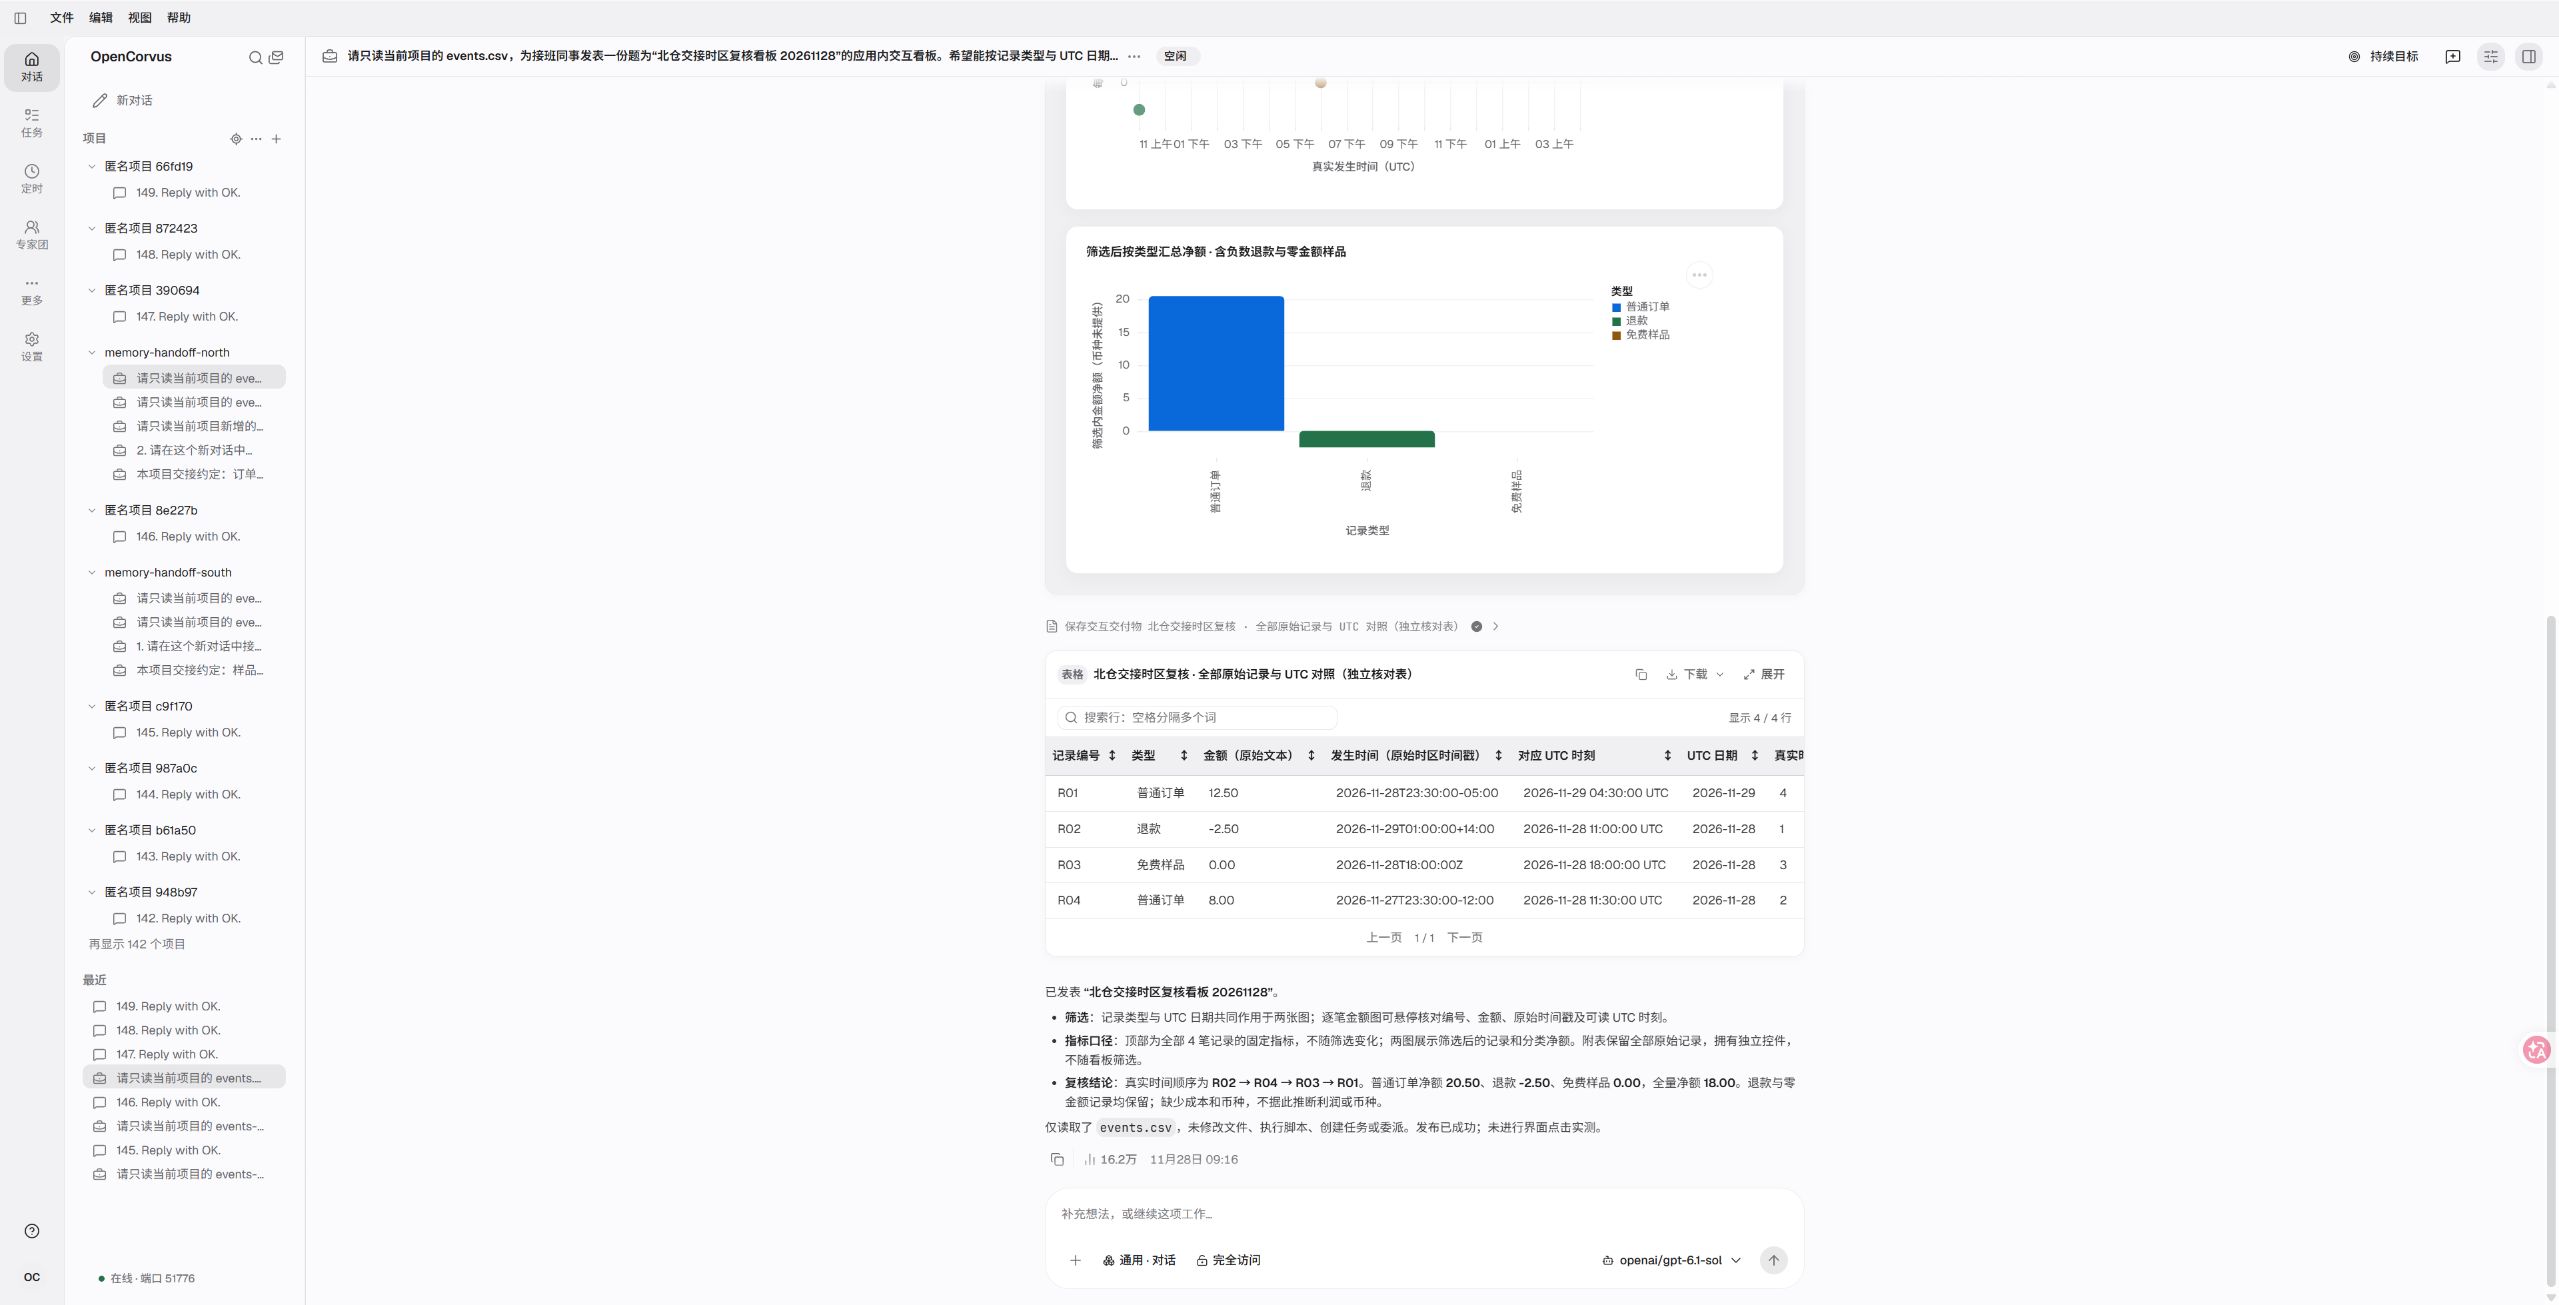 文件 编辑 视图 帮助
OpenCorvus
对话
任务
定时
专家团
更多
设置
新对话
项目
匿名项目 66fd19
149. Reply with OK.
匿名项目 872423
148. Reply with OK.
匿名项目 390694
147. Reply with OK.
memory-handoff-north
请只读当前项目的 eve...
请只读当前项目的 eve...
请只读当前项目新增的...
2. 请在这个新对话中...
本项目交接约定：订单...
匿名项目 8e227b
146. Reply with OK.
memory-handoff-south
请只读当前项目的 eve...
请只读当前项目的 eve...
1. 请在这个新对话中接...
本项目交接约定：样品...
匿名项目 c9f170
145. Reply with OK.
匿名项目 987a0c
144. Reply with OK.
匿名项目 b61a50
143. Reply with OK.
匿名项目 948b97
142. Reply with OK.
再显示 142 个项目
最近
149. Reply with OK.
148. Reply with OK.
147. Reply with OK.
请只读当前项目的 events....
146. Reply with OK.
请只读当前项目的 events-...
145. Reply with OK.
请只读当前项目的 events-...
OC
在线 · 端口 51776
请只读当前项目的 events.csv，为接班同事发表一份题为“北仓交接时区复核看板 20261128”的应用内交互看板。希望能按记录类型与 UTC 日期...
空闲
持续目标
0
11 上午 01 下午 03 下午 05 下午 07 下午 09 下午 11 下午 01 上午 03 上午
真实发生时间（UTC）
筛选后按类型汇总净额 · 含负数退款与零金额样品
筛选内金额净额（币种未提供）
20
15
10
5
0
普通订单
退款
免费样品
记录类型
类型
普通订单
退款
免费样品
保存交互交付物 北仓交接时区复核 · 全部原始记录与 UTC 对照（独立核对表）
表格 北仓交接时区复核 · 全部原始记录与 UTC 对照（独立核对表）
下载
展开
搜索行：空格分隔多个词
显示 4 / 4 行
记录编号 类型 金额（原始文本） 发生时间（原始时区时间戳） 对应 UTC 时刻 UTC 日期 真实
R01 普通订单 12.50 2026-11-28T23:30:00-05:00 2026-11-29 04:30:00 UTC 2026-11-29 4
R02 退款 -2.50 2026-11-29T01:00:00+14:00 2026-11-28 11:00:00 UTC 2026-11-28 1
R03 免费样品 0.00 2026-11-28T18:00:00Z 2026-11-28 18:00:00 UTC 2026-11-28 3
R04 普通订单 8.00 2026-11-27T23:30:00-12:00 2026-11-28 11:30:00 UTC 2026-11-28 2
上一页 1 / 1 下一页
已发表 “北仓交接时区复核看板 20261128”。
• 筛选：记录类型与 UTC 日期共同作用于两张图；逐笔金额图可悬停核对编号、金额、原始时间戳及可读 UTC 时刻。
• 指标口径：顶部为全部 4 笔记录的固定指标，不随筛选变化；两图展示筛选后的记录和分类净额。附表保留全部原始记录，拥有独立控件，
不随看板筛选。
• 复核结论：真实时间顺序为 R02 → R04 → R03 → R01。普通订单净额 20.50、退款 -2.50、免费样品 0.00，全量净额 18.00。退款与零
金额记录均保留；缺少成本和币种，不据此推断利润或币种。
仅读取了 events.csv，未修改文件、执行脚本、创建任务或委派。发布已成功；未进行界面点击实测。
16.2万 11月28日 09:16
补充想法，或继续这项工作...
通用 · 对话
完全访问
openai/gpt-6.1-sol